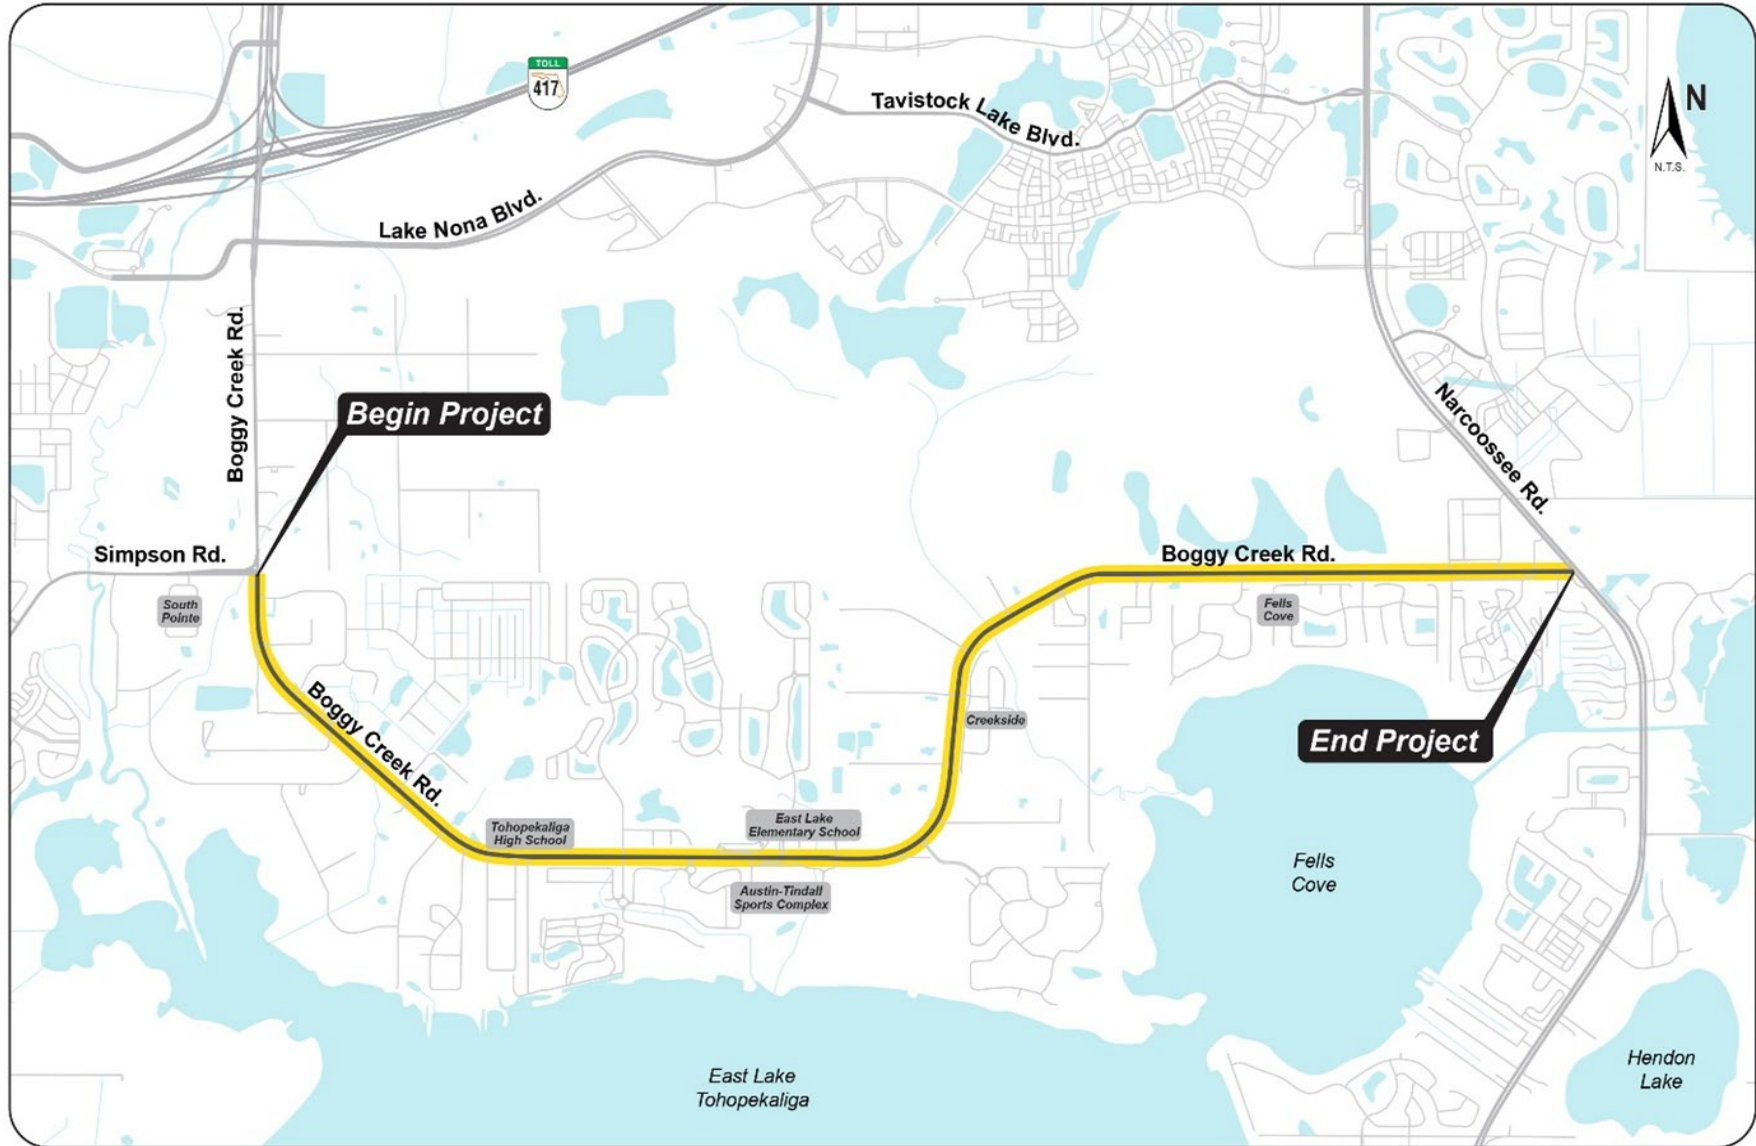 TOLL
417
Tavistock Lake Blvd.
N
N.T.S.
Lake Nona Blvd.
Boggy Creek Rd.
Begin Project
Narcoossee Rd.
Simpson Rd.
Boggy Creek Rd.
South
Pointe
Fells
Cove
Boggy Creek Rd.
Creekside
End Project
Tohopekaliga
High School
East Lake
Elementary School
Austin-Tindall
Sports Complex
Fells
Cove
East Lake
Tohopekaliga
Hendon
Lake